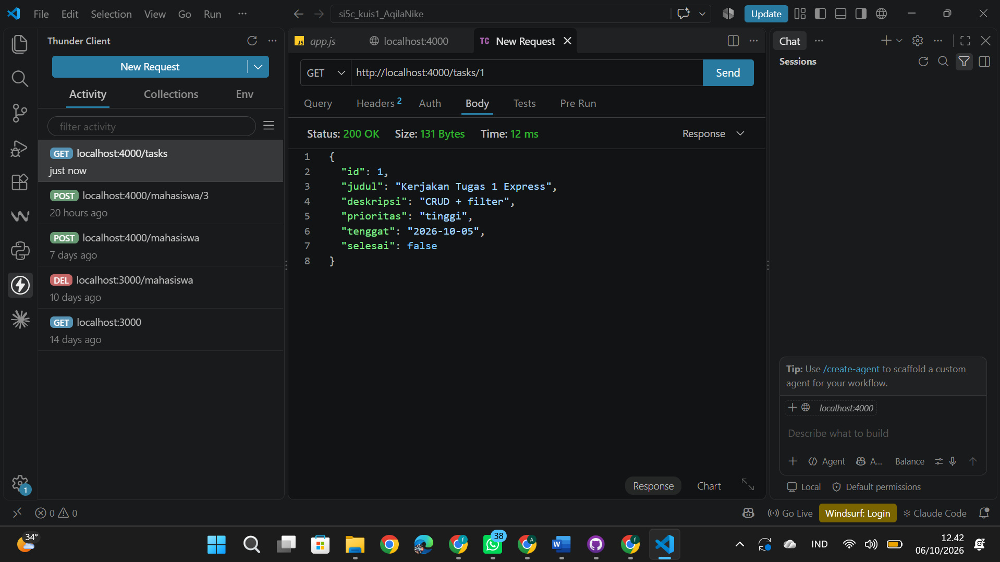 File Edit Selection View Go Run ···
si5c_kuis1_AqilaNike
Update
Thunder Client
New Request
Activity Collections Env
filter activity
GET localhost:4000/tasks
just now
POST localhost:4000/mahasiswa/3
20 hours ago
POST localhost:4000/mahasiswa
7 days ago
DEL localhost:3000/mahasiswa
10 days ago
GET localhost:3000
14 days ago
1
JS app.js localhost:4000 TC New Request
GET http://localhost:4000/tasks/1 Send
Query Headers 2 Auth Body Tests Pre Run
Status: 200 OK Size: 131 Bytes Time: 12 ms Response
1 {
2 "id": 1,
3 "judul": "Kerjakan Tugas 1 Express",
4 "deskripsi": "CRUD + filter",
5 "prioritas": "tinggi",
6 "tenggat": "2026-10-05",
7 "selesai": false
8 }
Response Chart
Chat
Sessions
Tip: Use /create-agent to scaffold a custom
agent for your workflow.
localhost:4000
Describe what to build
Agent A... Balance
Local Default permissions
0 0 Go Live Windsurf: Login Claude Code
34° 38 IND 12.42
06/10/2026